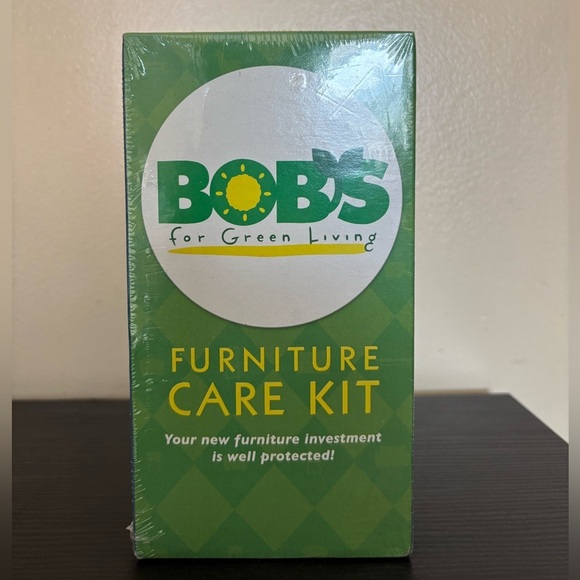 BOB'S
for Green Living
FURNITURE
CARE KIT
Your new furniture investment
is well protected!